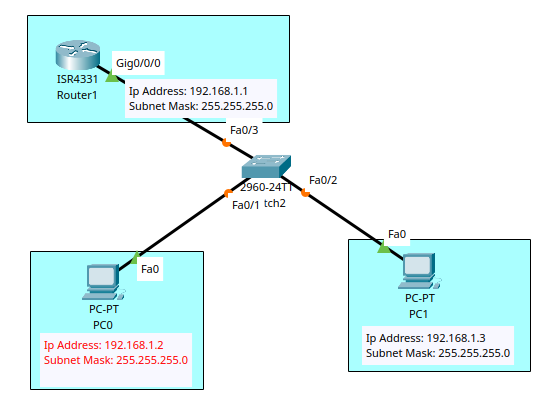 Gig0/0/0
ISR4331
Router1
Ip Address: 192.168.1.1
Subnet Mask: 255.255.255.0
Fa0/3
2960-24TT
tch2
Fa0/2
Fa0/1
Fa0
PC-PT
PC0
Ip Address: 192.168.1.2
Subnet Mask: 255.255.255.0
Fa0
PC-PT
PC1
Ip Address: 192.168.1.3
Subnet Mask: 255.255.255.0